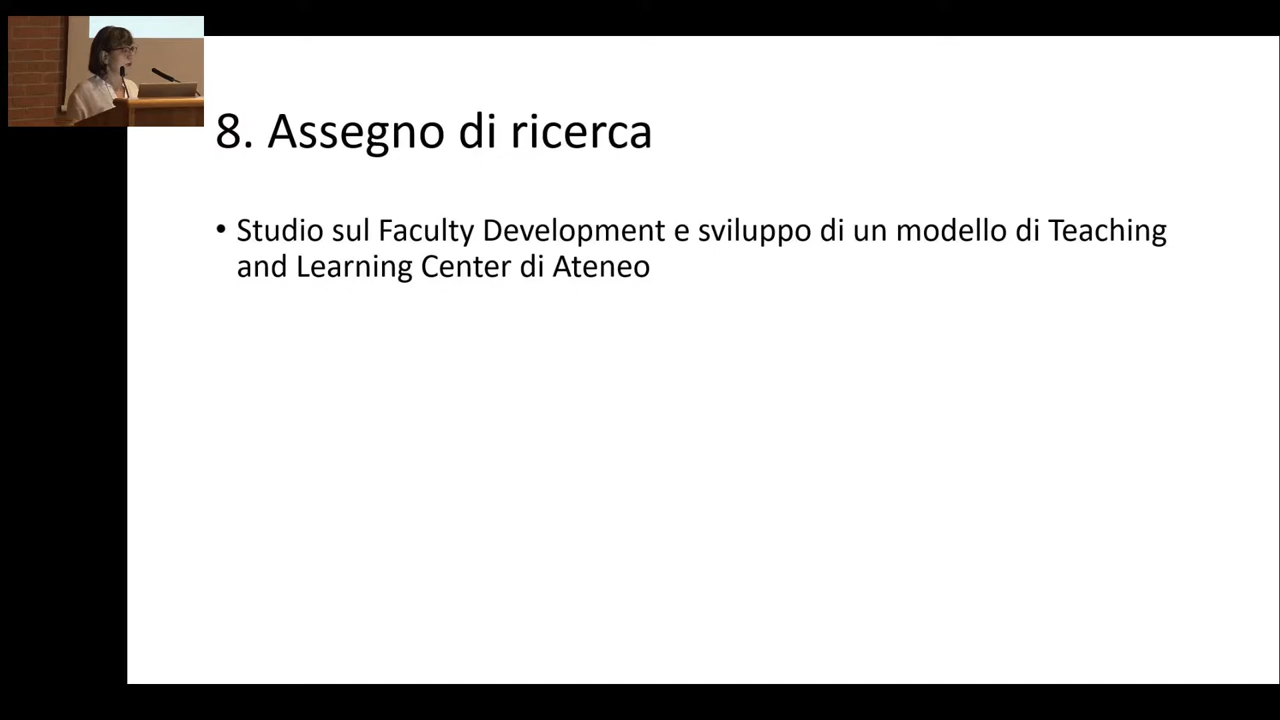 8. Assegno di ricerca
• Studio sul Faculty Development e sviluppo di un modello di Teaching
and Learning Center di Ateneo